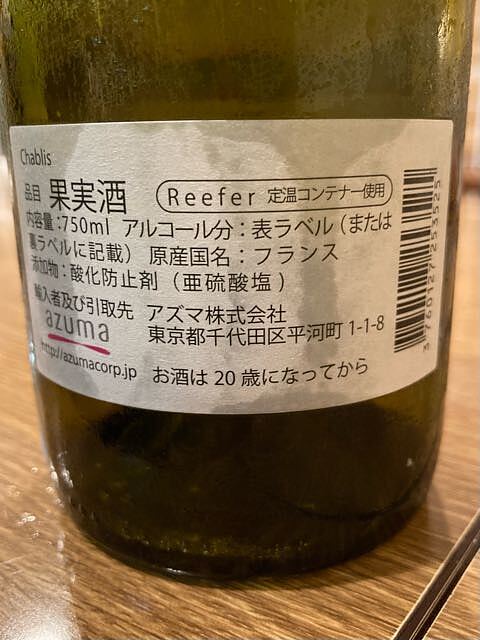 Chablis
品目 果実酒 Reefer 定温コンテナー使用
内容量:750ml アルコール分:表ラベル(または
裏ラベルに記載) 原産国名:フランス
添加物:酸化防止剤(亜硫酸塩)
輸入者及び引取先 アズマ株式会社
azuma 東京都千代田区平河町 1-1-8
http://azumacorp.jp お酒は 20 歳になってから